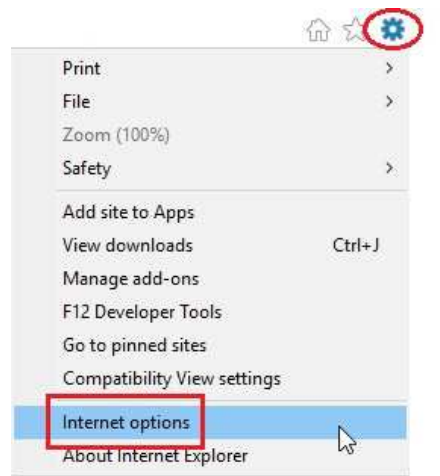 Print
File
Zoom (100%)
Safety
Add site to Apps
View downloads Ctrl+J
Manage add-ons
F12 Developer Tools
Go to pinned sites
Compatibility View settings
Internet options
About Internet Explorer